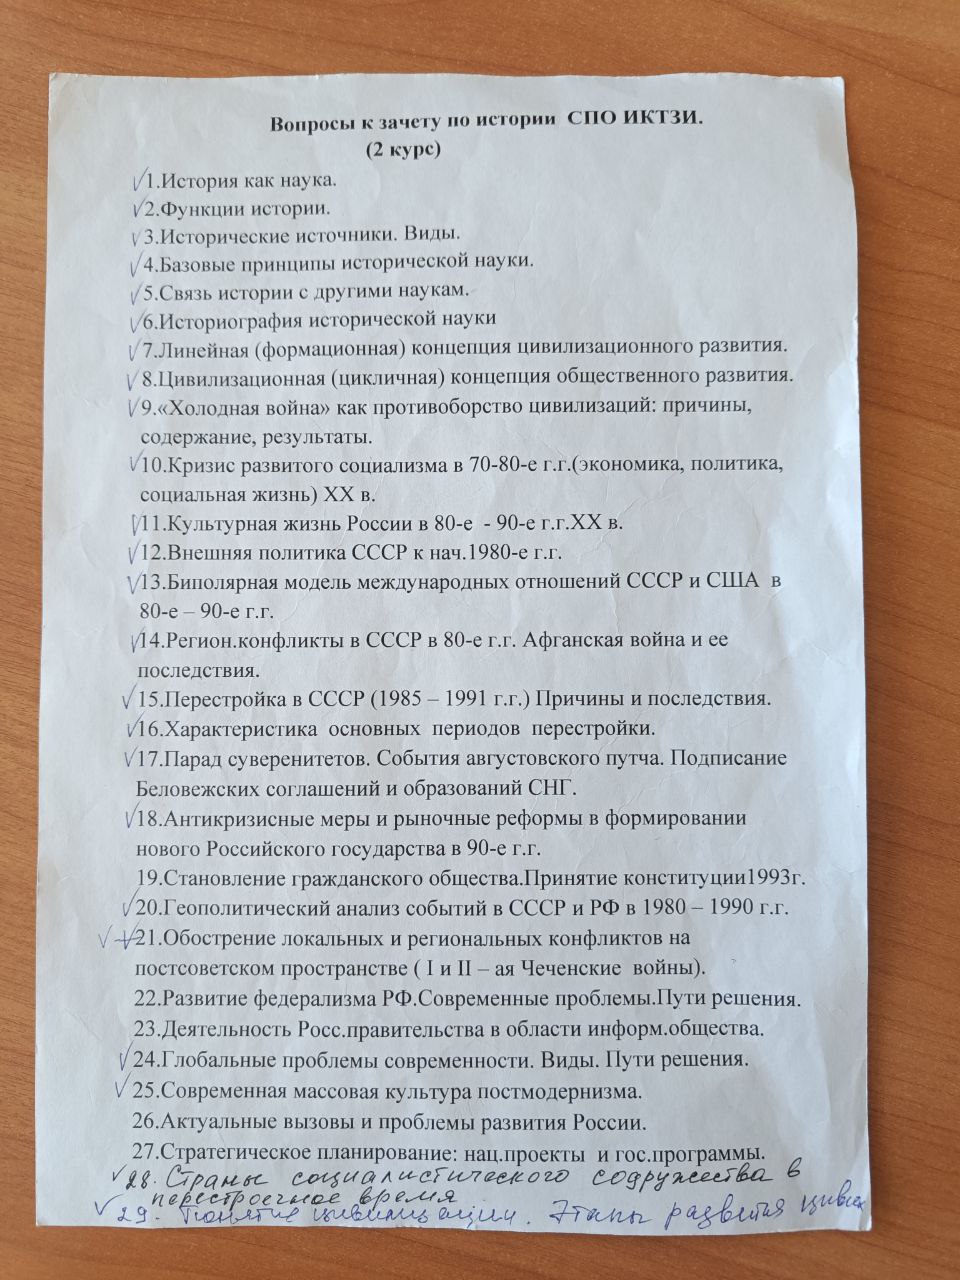 Вопросы к зачету по истории СПО ИКТЗИ.
(2 курс)
1.История как наука.
2.Функции истории.
3.Исторические источники. Виды.
4.Базовые принципы исторической науки.
5.Связь истории с другими наукам.
6.Историография исторической науки
7.Линейная (формационная) концепция цивилизационного развития.
8.Цивилизационная (цикличная) концепция общественного развития.
9.«Холодная война» как противоборство цивилизаций: причины,
содержание, результаты.
10.Кризис развитого социализма в 70-80-е г.г.(экономика, политика,
социальная жизнь) XX в.
11.Культурная жизнь России в 80-е - 90-е г.г.XX в.
12.Внешняя политика СССР к нач.1980-е г.г.
13.Биполярная модель международных отношений СССР и США в
80-е – 90-е г.г.
14.Регион.конфликты в СССР в 80-е г.г. Афганская война и ее
последствия.
15.Перестройка в СССР (1985 – 1991 г.г.) Причины и последствия.
16.Характеристика основных периодов перестройки.
17.Парад суверенитетов. События августовского путча. Подписание
Беловежских соглашений и образований СНГ.
18.Антикризисные меры и рыночные реформы в формировании
нового Российского государства в 90-е г.г.
19.Становление гражданского общества.Принятие конституции1993г.
20.Геополитический анализ событий в СССР и РФ в 1980 – 1990 г.г.
21.Обострение локальных и региональных конфликтов на
постсоветском пространстве ( I и II – ая Чеченские войны).
22.Развитие федерализма РФ.Современные проблемы.Пути решения.
23.Деятельность Росс.правительства в области информ.общества.
24.Глобальные проблемы современности. Виды. Пути решения.
25.Современная массовая культура постмодернизма.
26.Актуальные вызовы и проблемы развития России.
27.Стратегическое планирование: нац.проекты и гос.программы.
28. Страны социалистического содружества в
перестроечное время
29. Понятие цивилизации. Этапы развития